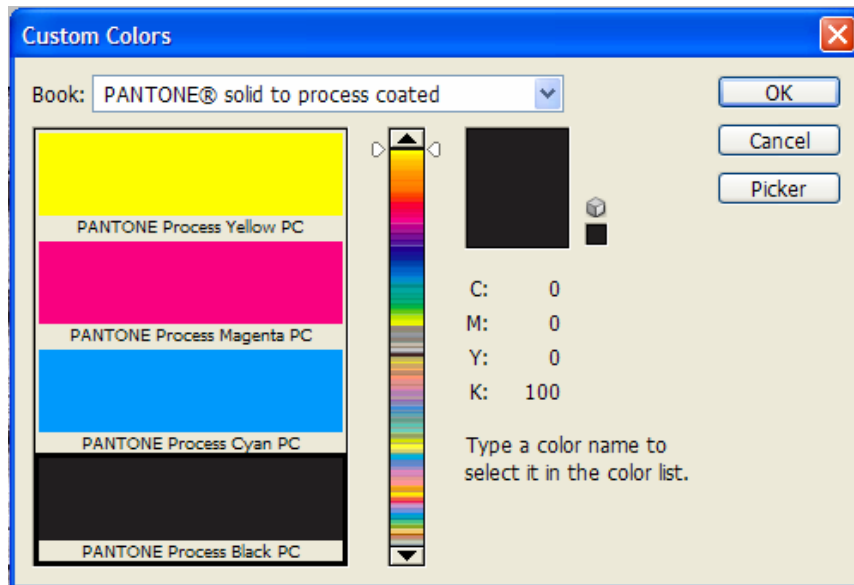 Custom Colors
Book: PANTONE® solid to process coated
OK
Cancel
Picker
PANTONE Process Yellow PC
PANTONE Process Magenta PC
PANTONE Process Cyan PC
PANTONE Process Black PC
C: 0
M: 0
Y: 0
K: 100
Type a color name to
select it in the color list.